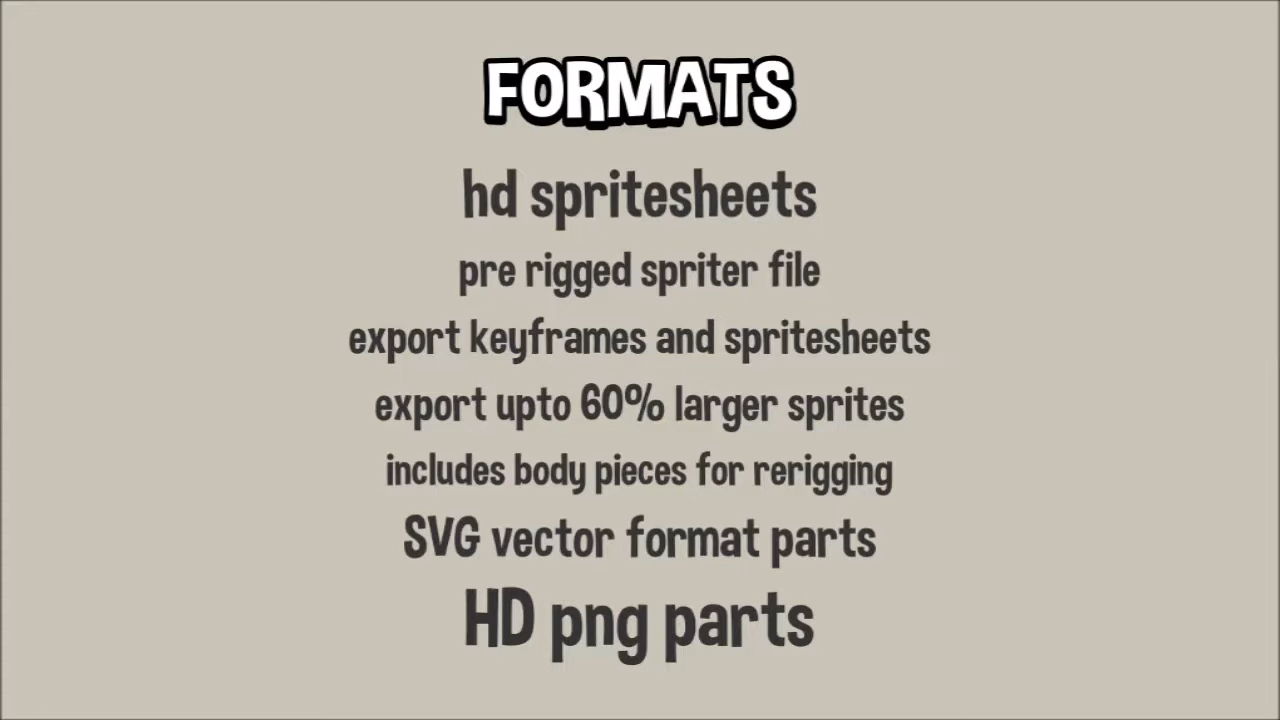 FORMATS
hd spritesheets
pre rigged spriter file
export keyframes and spritesheets
export upto 60% larger sprites
includes body pieces for rerigging
SVG vector format parts
HD png parts